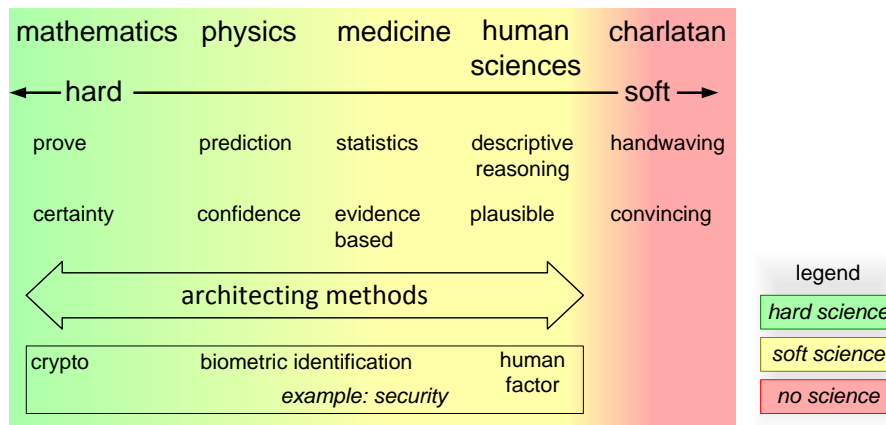 mathematics physics medicine human sciences charlatan
hard soft
prove prediction statistics descriptive reasoning handwaving
certainty confidence evidence based plausible convincing
architecting methods
crypto biometric identification human factor
example: security
legend
hard science
soft science
no science